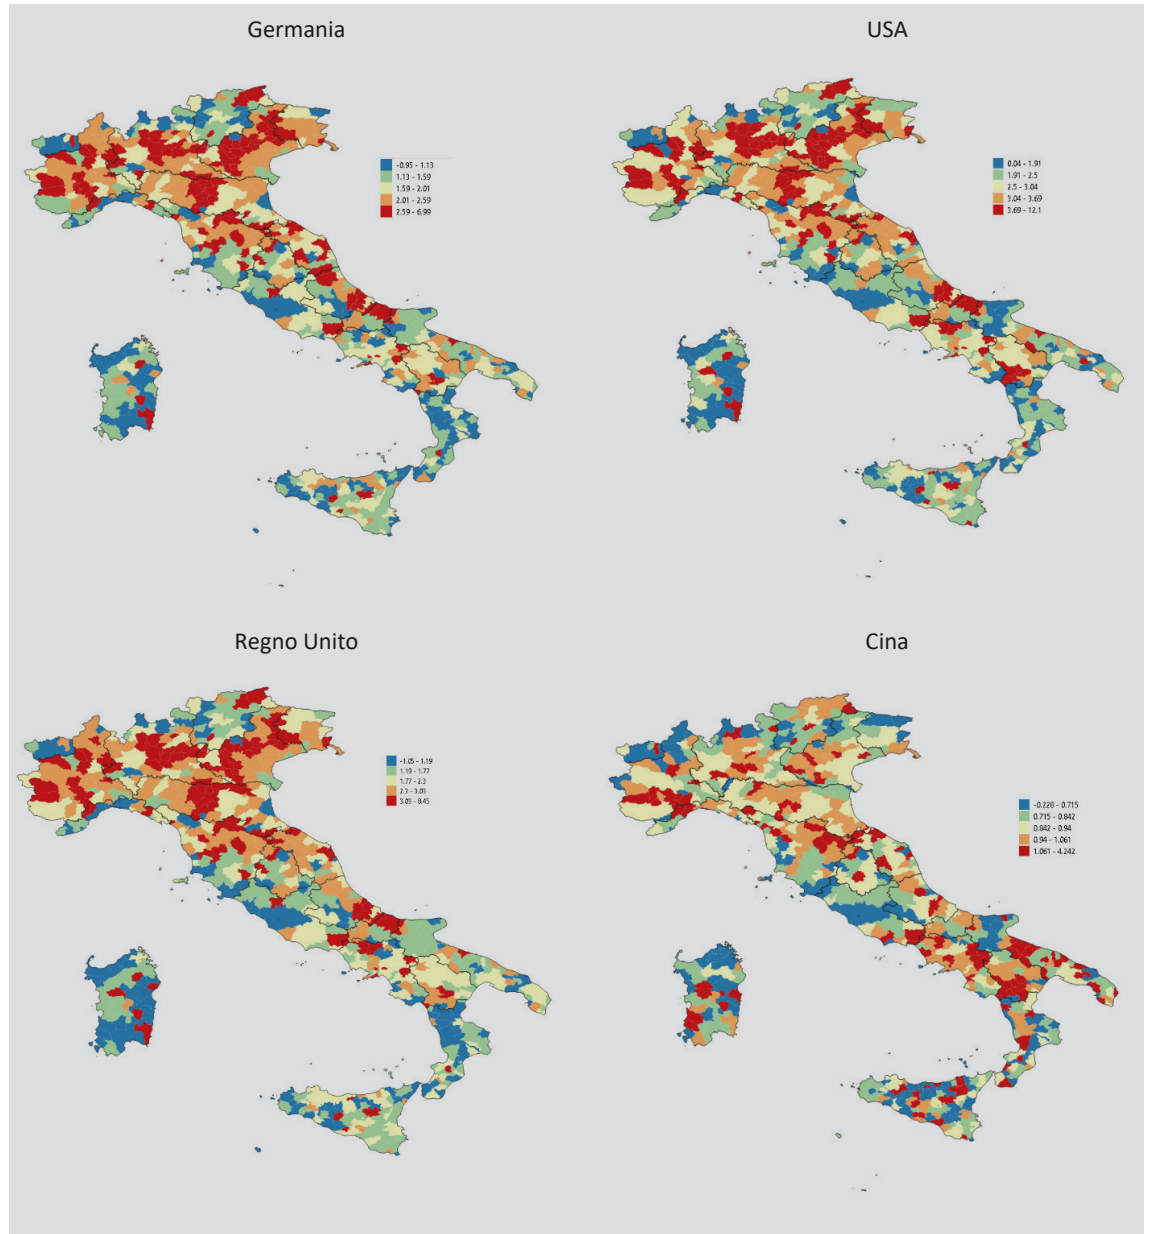 Germania
USA
-0.95 - 1.13
1.13 - 1.59
1.59 - 2.01
2.01 - 2.59
2.59 - 6.99
0.04 - 1.91
1.91 - 2.5
2.5 - 3.04
3.04 - 3.69
3.69 - 12.1
Regno Unito
Cina
-1.05 - 1.19
1.19 - 1.77
1.77 - 2.3
2.3 - 3.03
3.03 - 8.45
-0.228 - 0.715
0.715 - 0.842
0.842 - 0.94
0.94 - 1.061
1.061 - 4.242